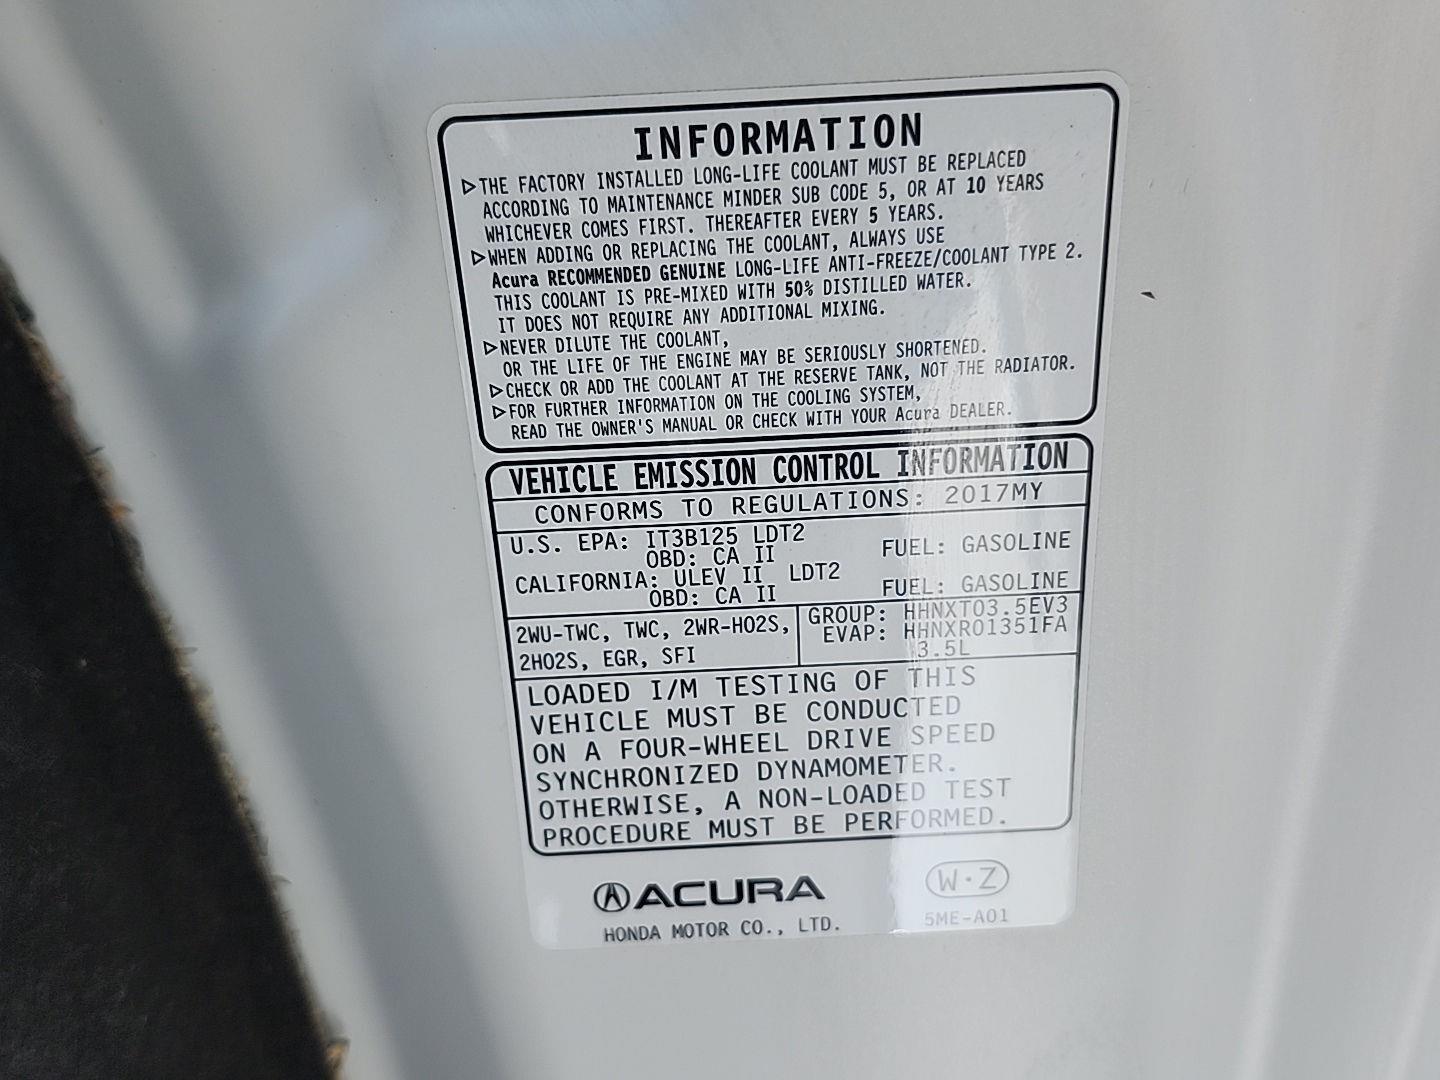 INFORMATION
▷THE FACTORY INSTALLED LONG-LIFE COOLANT MUST BE REPLACED
ACCORDING TO MAINTENANCE MINDER SUB CODE 5, OR AT 10 YEARS
WHICHEVER COMES FIRST. THEREAFTER EVERY 5 YEARS.
▷WHEN ADDING OR REPLACING THE COOLANT, ALWAYS USE
Acura RECOMMENDED GENUINE LONG-LIFE ANTI-FREEZE/COOLANT TYPE 2.
THIS COOLANT IS PRE-MIXED WITH 50% DISTILLED WATER.
IT DOES NOT REQUIRE ANY ADDITIONAL MIXING.
▷NEVER DILUTE THE COOLANT,
OR THE LIFE OF THE ENGINE MAY BE SERIOUSLY SHORTENED.
▷CHECK OR ADD THE COOLANT AT THE RESERVE TANK, NOT THE RADIATOR.
▷FOR FURTHER INFORMATION ON THE COOLING SYSTEM,
READ THE OWNER'S MANUAL OR CHECK WITH YOUR Acura DEALER.
VEHICLE EMISSION CONTROL INFORMATION
CONFORMS TO REGULATIONS: 2017MY
U.S. EPA: IT3B125 LDT2
OBD: CA II FUEL: GASOLINE
CALIFORNIA: ULEV II LDT2
OBD: CA II FUEL: GASOLINE
2WU-TWC, TWC, 2WR-HO2S,
2HO2S, EGR, SFI
GROUP: HHNXT03.5EV3
EVAP: HHNXR01351FA
3.5L
LOADED I/M TESTING OF THIS
VEHICLE MUST BE CONDUCTED
ON A FOUR-WHEEL DRIVE SPEED
SYNCHRONIZED DYNAMOMETER.
OTHERWISE, A NON-LOADED TEST
PROCEDURE MUST BE PERFORMED.
ACURA
HONDA MOTOR CO., LTD.
W·Z
5ME-A01